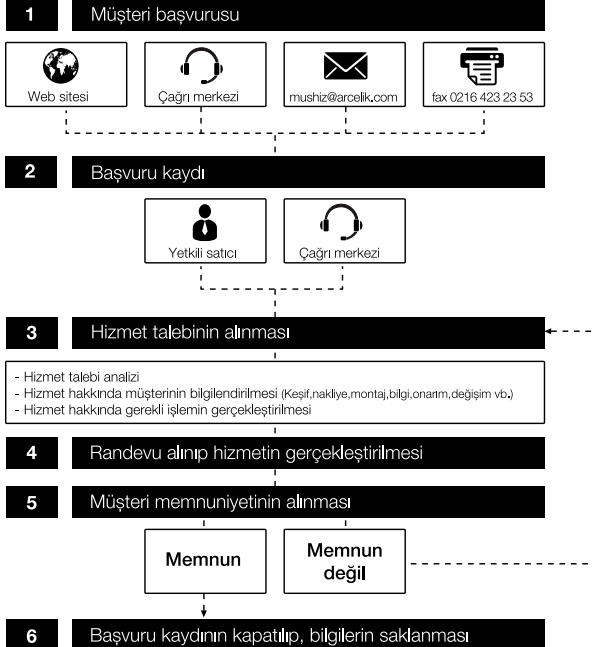 1 Müşteri başvurusu
Web sitesi
Çağrı merkezi
mushiz@arcelik.com
fax 0216 423 23 53
2 Başvuru kaydı
Yetkili satıcı
Çağrı merkezi
3 Hizmet talebinin alınması
- Hizmet talebi analizi
- Hizmet hakkında müşterinin bilgilendirilmesi (Keşif,nakliye,montaj,bilgi,onarım,değişim vb.)
- Hizmet hakkında gerekli işlemin gerçekleştirilmesi
4 Randevu alınıp hizmetin gerçekleştirilmesi
5 Müşteri memnuniyetinin alınması
Memnun
Memnun
değil
6 Başvuru kaydının kapatılıp, bilgilerin saklanması